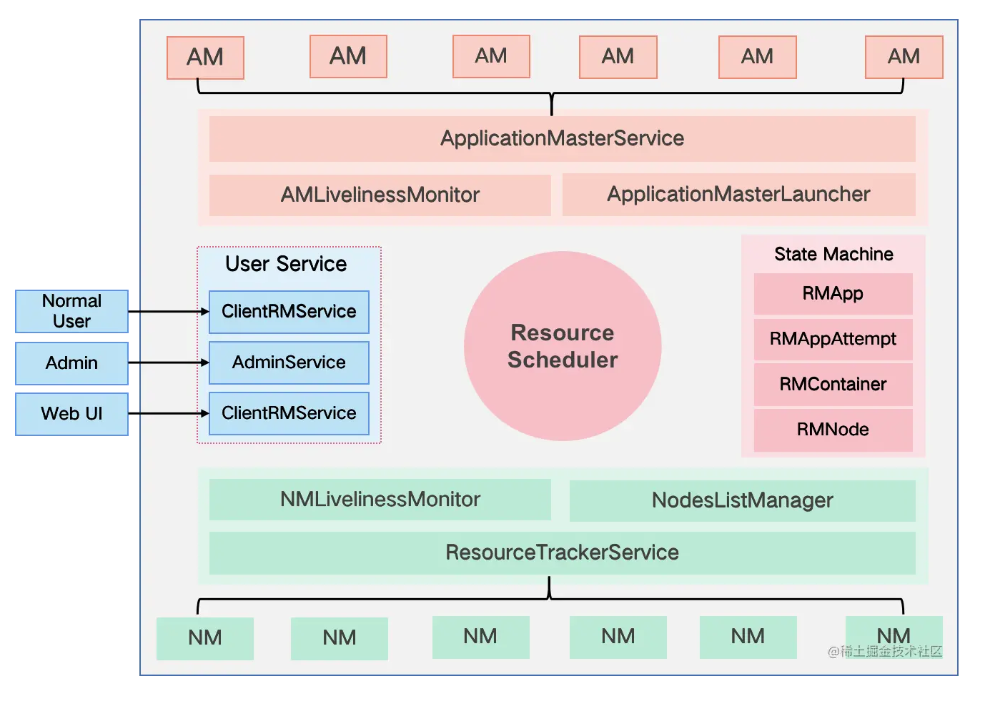 AM
AM
AM
AM
AM
AM
ApplicationMasterService
AMLivelinessMonitor
ApplicationMasterLauncher
User Service
ClientRMService
AdminService
ClientRMService
Normal
User
Admin
Web UI
Resource
Scheduler
State Machine
RMApp
RMAppAttempt
RMContainer
RMNode
NMLivelinessMonitor
NodesListManager
ResourceTrackerService
NM
NM
NM
NM
NM
NM
@稀土掘金技术社区